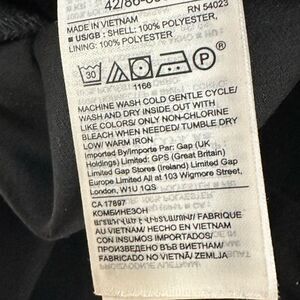 42/86-
MADE IN VIETNAM RN 54023
■ US/GB : SHELL: 100% POLYESTER,
LINING: 100% POLYESTER
30
P
1166
MACHINE WASH COLD GENTLE CYCLE/
WASH AND DRY INSIDE OUT WITH
LIKE COLORS/ ONLY NON-CHLORINE
BLEACH WHEN NEEDED/ TUMBLE DRY
LOW/ WARM IRON
Imported by/Importe par: Gap (UK
Holdings) Limited: GPS (Great Britain)
Limited Gap Stores (Ireland) Limited Gap
Europe Limited All at 103 Wigmore Street,
London, W1U 1QS
CA 17897
КОМБИНЕЗОН
FABRIQUE
AU VIETNAM/ HECHO EN VIETNAM
CON INSUMOS IMPORTADOS/
ПРОИЗВЕДЕНО ВЪВ ВИЕТНАМ/
FABRICADO NO VIETNÃ/ ZEMLJA